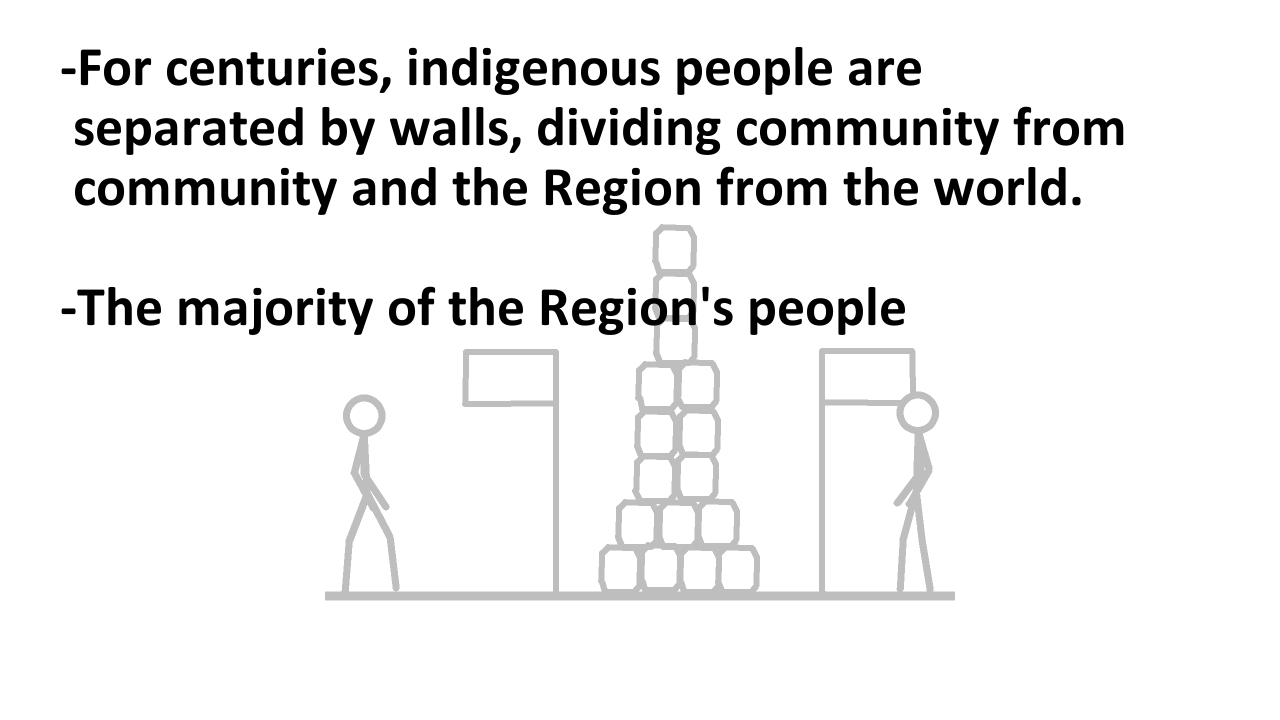 -For centuries, indigenous people are
separated by walls, dividing community from
community and the Region from the world.
-The majority of the Region's people